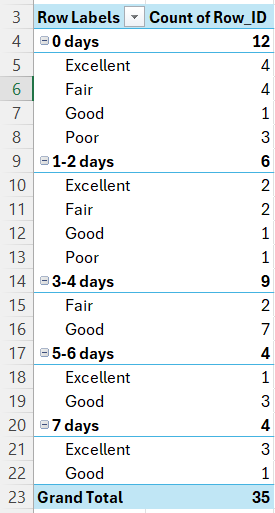 3 Row Labels Count of Row_ID
4 0 days 12
5 Excellent 4
6 Fair 4
7 Good 1
8 Poor 3
9 1-2 days 6
10 Excellent 2
11 Fair 2
12 Good 1
13 Poor 1
14 3-4 days 9
15 Fair 2
16 Good 7
17 5-6 days 4
18 Excellent 1
19 Good 3
20 7 days 4
21 Excellent 3
22 Good 1
23 Grand Total 35